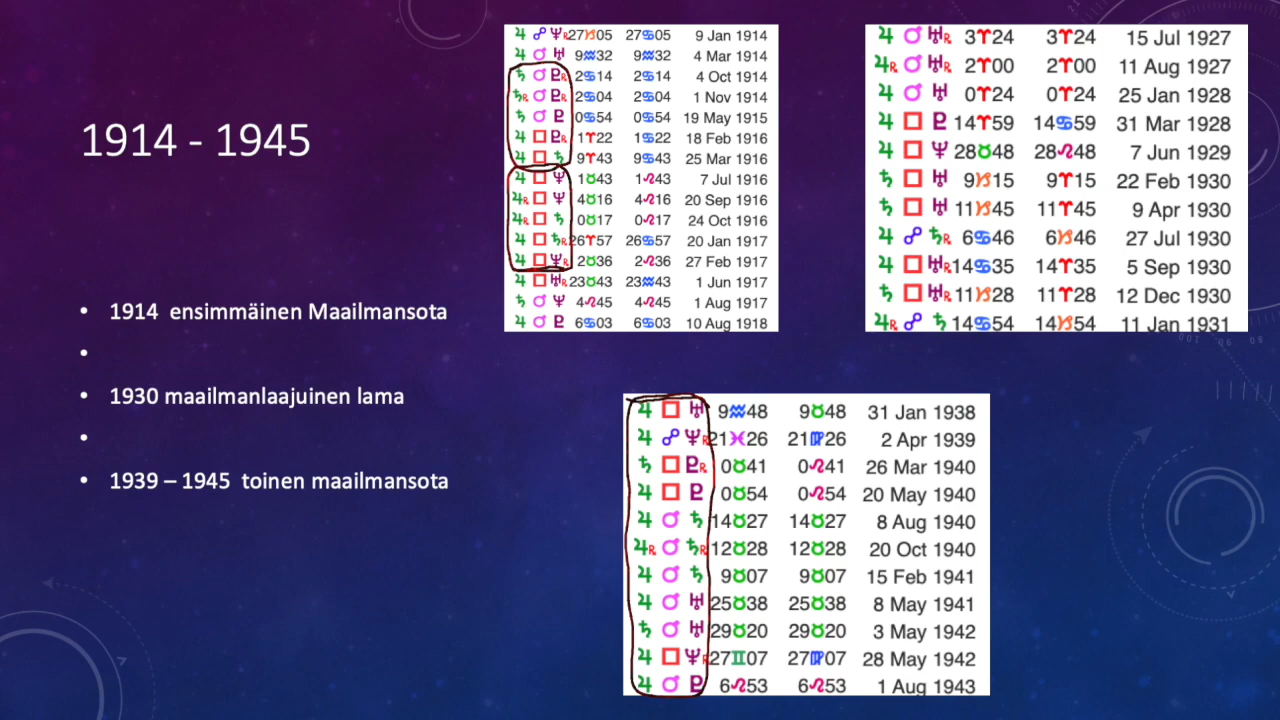 1914 - 1945
• 1914 ensimmäinen Maailmansota
•
• 1930 maailmanlaajuinen lama
•
• 1939 – 1945 toinen maailmansota
♃ ☍ ♆R 27♑05 27♋05 9 Jan 1914
♃ ☌ ♅ 9♒32 9♒32 4 Mar 1914
♄ ☌ ♇R 2♋14 2♋14 4 Oct 1914
♄R ☌ ♇R 2♋04 2♋04 1 Nov 1914
♄ ☌ ♇ 0♋54 0♋54 19 May 1915
♃ □ ♇R 1♈22 1♋22 18 Feb 1916
♃ □ ♄ 9♈43 9♋43 25 Mar 1916
♃ □ ♆ 1♉43 1♌43 7 Jul 1916
♃R □ ♆ 4♉16 4♌16 20 Sep 1916
♃R □ ♄ 0♉17 0♌17 24 Oct 1916
♃ □ ♄R 26♈57 26♋57 20 Jan 1917
♃ □ ♆R 2♉36 2♌36 27 Feb 1917
♃ □ ♅R 23♉43 23♒43 1 Jun 1917
♄ ☌ ♆ 4♌45 4♌45 1 Aug 1917
♃ ☌ ♇ 6♋03 6♋03 10 Aug 1918
♃ ☌ ♅R 3♈24 3♈24 15 Jul 1927
♃R ☌ ♅R 2♈00 2♈00 11 Aug 1927
♃ ☌ ♅ 0♈24 0♈24 25 Jan 1928
♃ □ ♇ 14♈59 14♋59 31 Mar 1928
♃ □ ♆ 28♉48 28♌48 7 Jun 1929
♄ □ ♅ 9♑15 9♈15 22 Feb 1930
♄ □ ♅ 11♑45 11♈45 9 Apr 1930
♃ ☍ ♄R 6♋46 6♑46 27 Jul 1930
♃ □ ♅R 14♋35 14♈35 5 Sep 1930
♄ □ ♅R 11♑28 11♈28 12 Dec 1930
♃R ☍ ♄ 14♋54 14♑54 11 Jan 1931
♃ □ ♅ 9♒48 9♉48 31 Jan 1938
♃ ☍ ♆R 21♓26 21♍26 2 Apr 1939
♄ □ ♇R 0♉41 0♌41 26 Mar 1940
♃ □ ♇ 0♉54 0♌54 20 May 1940
♃ ☌ ♄ 14♉27 14♉27 8 Aug 1940
♃R ☌ ♄R 12♉28 12♉28 20 Oct 1940
♃ ☌ ♄ 9♉07 9♉07 15 Feb 1941
♃ ☌ ♅ 25♉38 25♉38 8 May 1941
♄ ☌ ♅ 29♉20 29♉20 3 May 1942
♃ □ ♆R 27♊07 27♍07 28 May 1942
♃ ☌ ♇ 6♌53 6♌53 1 Aug 1943